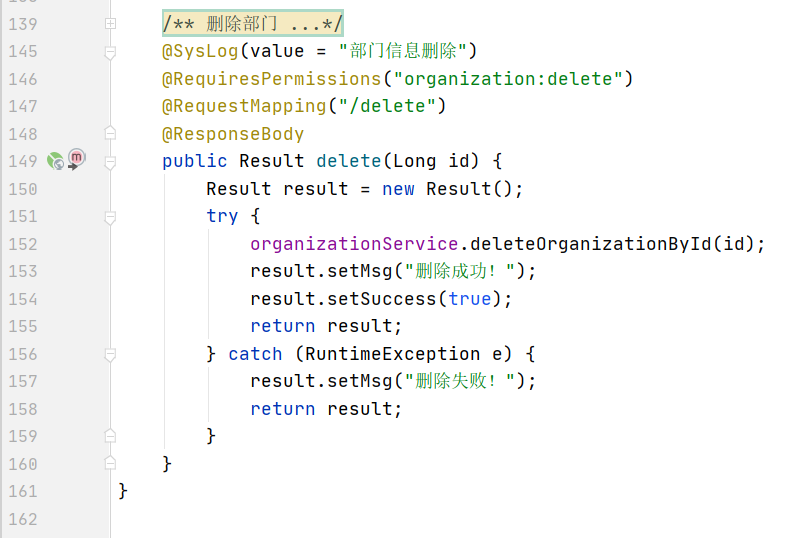 139 /** 删除部门 ...*/
145 @SysLog(value = "部门信息删除")
146 @RequiresPermissions("organization:delete")
147 @RequestMapping("/delete")
148 @ResponseBody
149 m public Result delete(Long id) {
150 Result result = new Result();
151 try {
152 organizationService.deleteOrganizationById(id);
153 result.setMsg("删除成功！");
154 result.setSuccess(true);
155 return result;
156 } catch (RuntimeException e) {
157 result.setMsg("删除失败！");
158 return result;
159 }
160 }
161 }
162